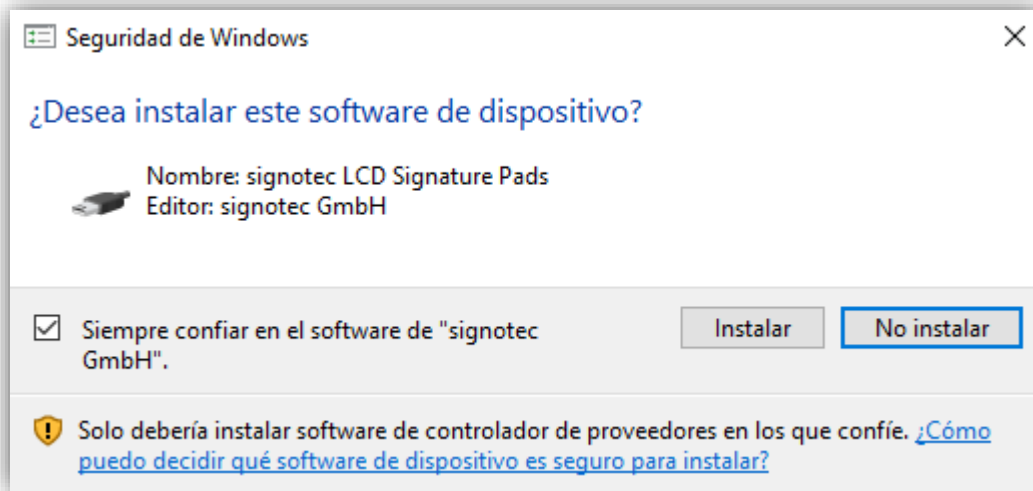 Seguridad de Windows
¿Desea instalar este software de dispositivo?
Nombre: signotec LCD Signature Pads
Editor: signotec GmbH
Siempre confiar en el software de "signotec
GmbH".
Instalar
No instalar
Solo debería instalar software de controlador de proveedores en los que confíe. ¿Cómo
puedo decidir qué software de dispositivo es seguro para instalar?